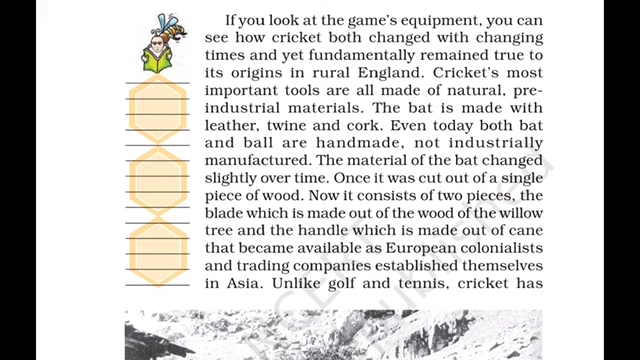 If you look at the game's equipment, you can
see how cricket both changed with changing
times and yet fundamentally remained true to
its origins in rural England. Cricket's most
important tools are all made of natural, pre-
industrial materials. The bat is made with
leather, twine and cork. Even today both bat
and ball are handmade, not industrially
manufactured. The material of the bat changed
slightly over time. Once it was cut out of a single
piece of wood. Now it consists of two pieces, the
blade which is made out of the wood of the willow
tree and the handle which is made out of cane
that became available as European colonialists
and trading companies established themselves
in Asia. Unlike golf and tennis, cricket has